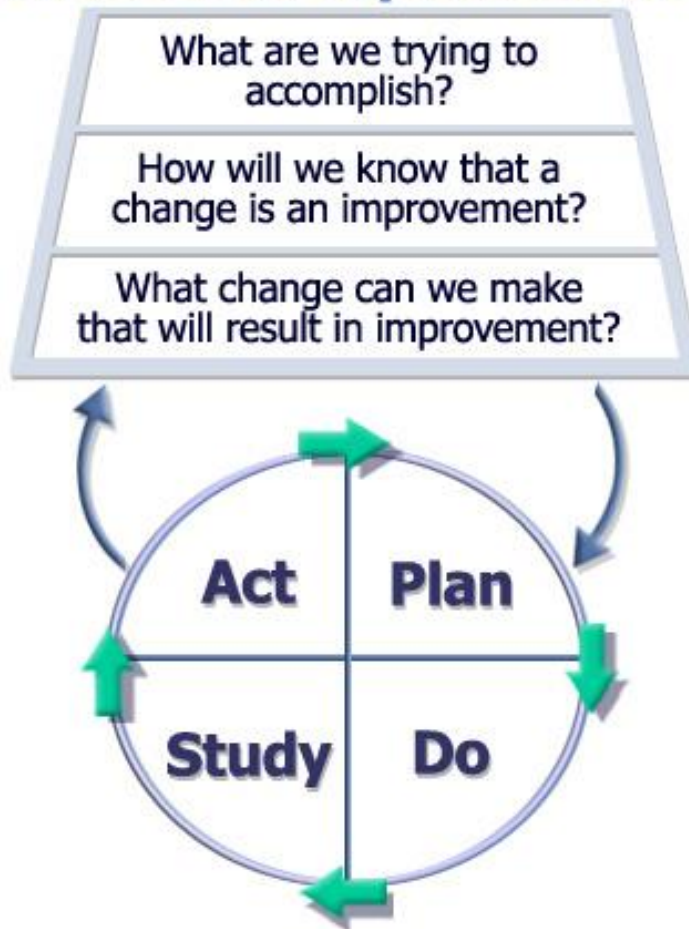 What are we trying to
accomplish?
How will we know that a
change is an improvement?
What change can we make
that will result in improvement?
Act Plan
Study Do